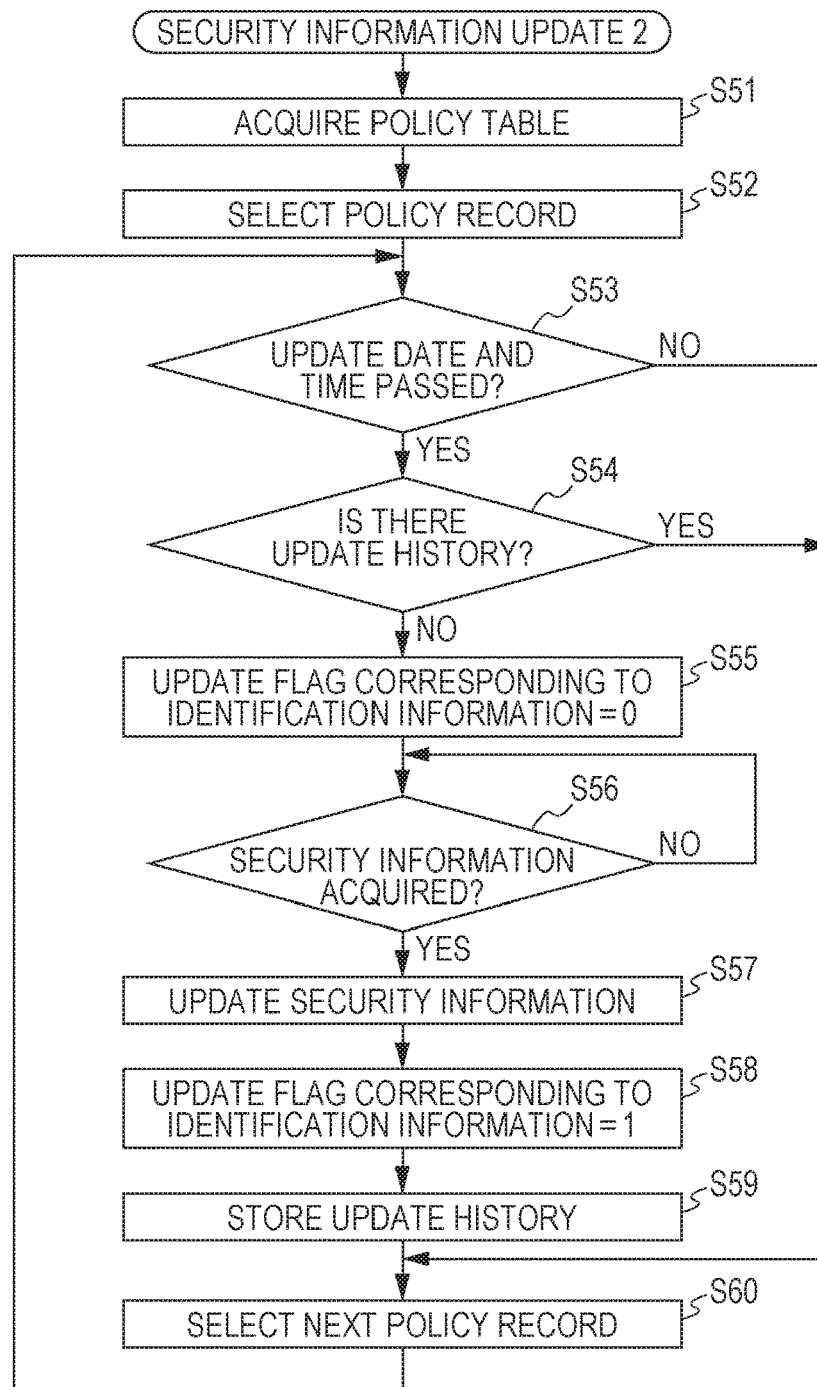 SECURITY INFORMATION UPDATE 2
S51
ACQUIRE POLICY TABLE
S52
SELECT POLICY RECORD
S53
UPDATE DATE AND
TIME PASSED?
NO
YES
S54
IS THERE
UPDATE HISTORY?
YES
NO
S55
UPDATE FLAG CORRESPONDING TO
IDENTIFICATION INFORMATION = 0
S56
SECURITY INFORMATION
ACQUIRED?
NO
YES
S57
UPDATE SECURITY INFORMATION
S58
UPDATE FLAG CORRESPONDING TO
IDENTIFICATION INFORMATION = 1
S59
STORE UPDATE HISTORY
S60
SELECT NEXT POLICY RECORD